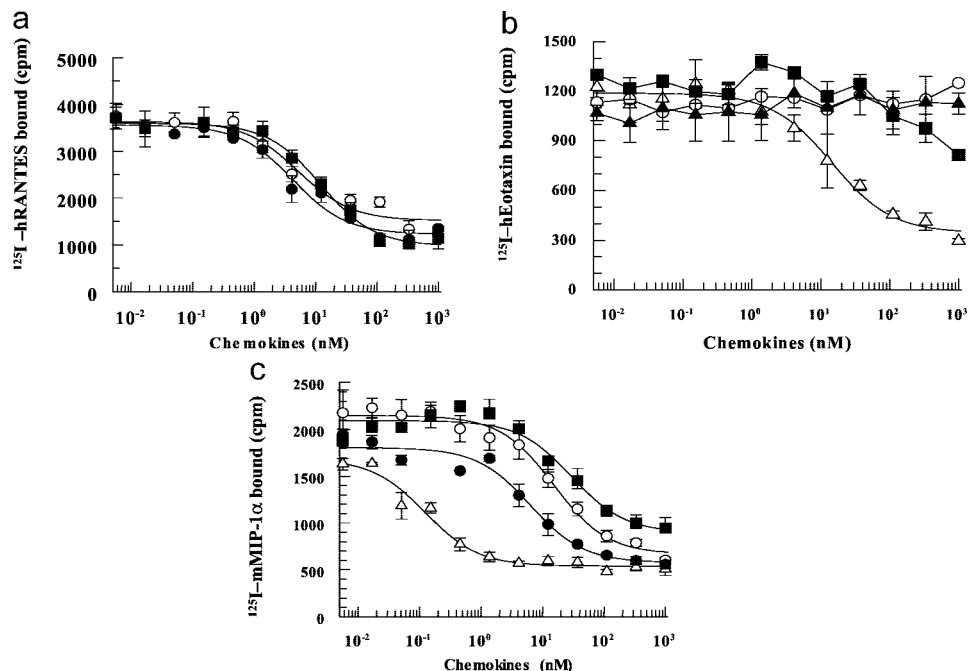 a
5000
4000
3000
2000
1000
0
¹²⁵I –hRANTES bound (cpm)
10⁻² 10⁻¹ 10⁰ 10¹ 10² 10³
Chemokines (nM)
b
1500
1200
900
600
300
0
¹²⁵I–hEotaxin bound (cpm)
10⁻² 10⁻¹ 10⁰ 10¹ 10² 10³
Chemokines (nM)
c
2500
2000
1500
1000
500
0
¹²⁵I–mMIP-1α bound (cpm)
10⁻² 10⁻¹ 10⁰ 10¹ 10² 10³
Chemokines (nM)